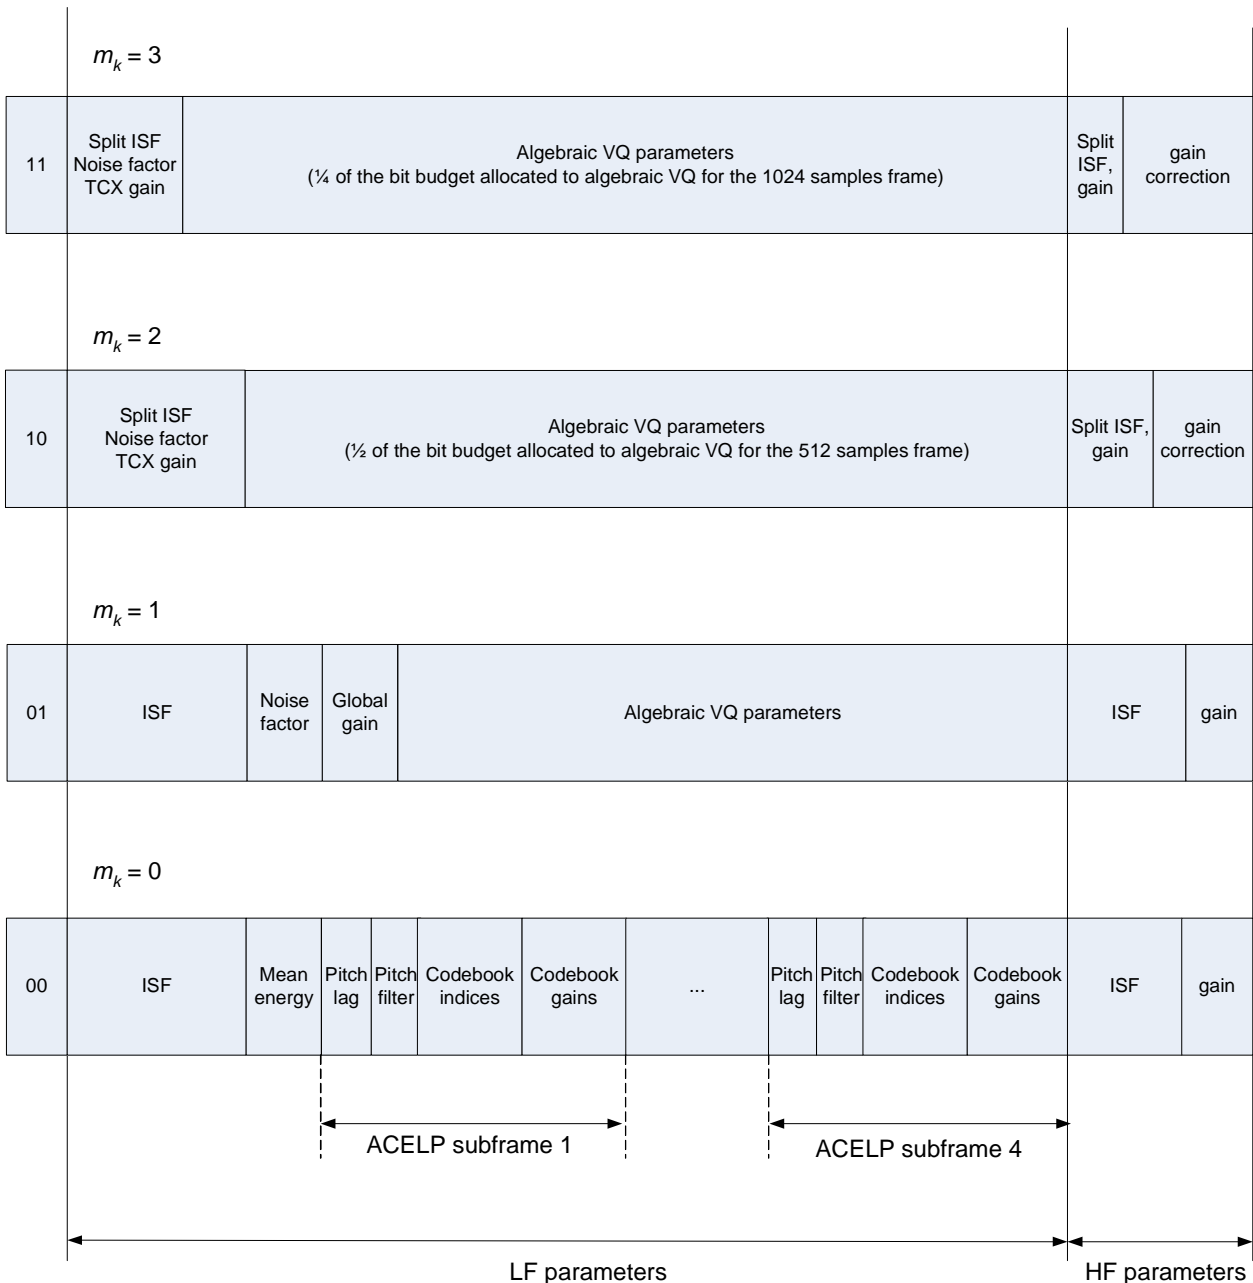 m_k = 3
11
Split ISF
Noise factor
TCX gain
Algebraic VQ parameters
(¼ of the bit budget allocated to algebraic VQ for the 1024 samples frame)
Split
ISF,
gain
gain
correction
m_k = 2
10
Split ISF
Noise factor
TCX gain
Algebraic VQ parameters
(½ of the bit budget allocated to algebraic VQ for the 512 samples frame)
Split ISF,
gain
gain
correction
m_k = 1
01
ISF
Noise
factor
Global
gain
Algebraic VQ parameters
ISF
gain
m_k = 0
00
ISF
Mean
energy
Pitch
lag
Pitch
filter
Codebook
indices
Codebook
gains
...
Pitch
lag
Pitch
filter
Codebook
indices
Codebook
gains
ISF
gain
ACELP subframe 1
ACELP subframe 4
LF parameters
HF parameters